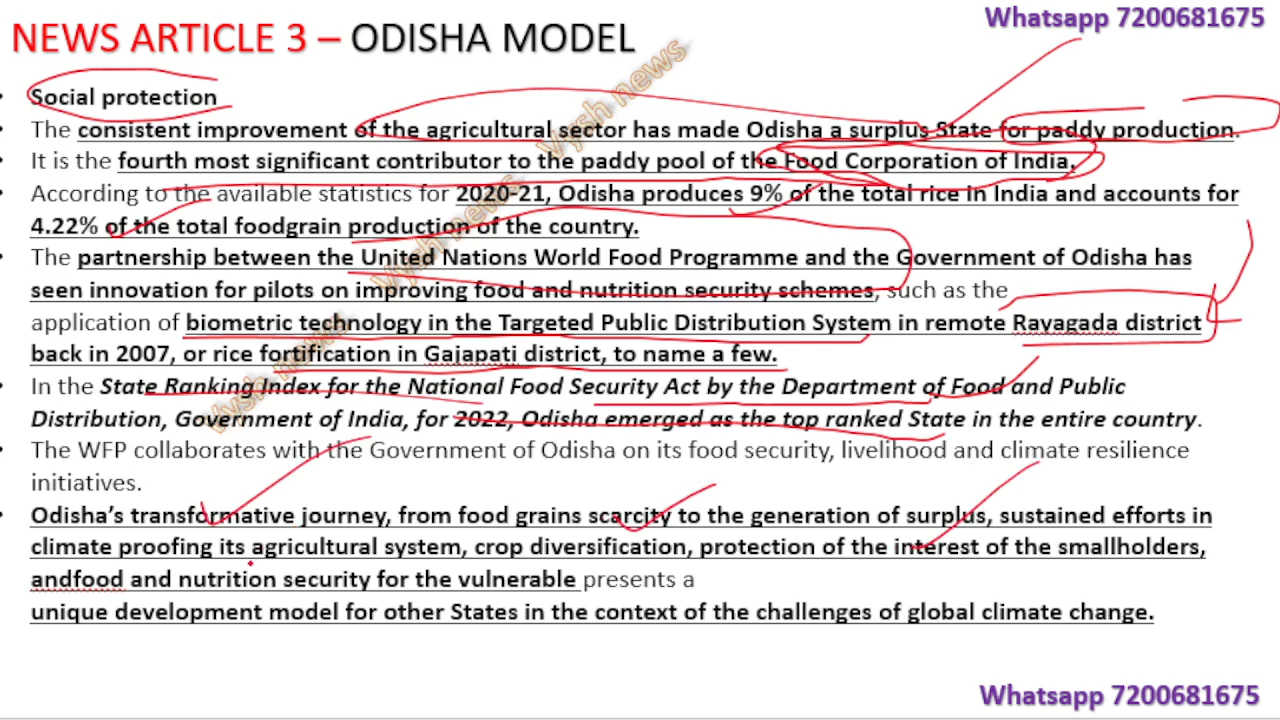 Whatsapp 7200681675
NEWS ARTICLE 3 – ODISHA MODEL
• Social protection
• The consistent improvement of the agricultural sector has made Odisha a surplus State for paddy production.
• It is the fourth most significant contributor to the paddy pool of the Food Corporation of India.
• According to the available statistics for 2020-21, Odisha produces 9% of the total rice in India and accounts for
4.22% of the total foodgrain production of the country.
• The partnership between the United Nations World Food Programme and the Government of Odisha has
seen innovation for pilots on improving food and nutrition security schemes, such as the
application of biometric technology in the Targeted Public Distribution System in remote Rayagada district
back in 2007, or rice fortification in Gajapati district, to name a few.
• In the State Ranking Index for the National Food Security Act by the Department of Food and Public
Distribution, Government of India, for 2022, Odisha emerged as the top ranked State in the entire country.
• The WFP collaborates with the Government of Odisha on its food security, livelihood and climate resilience
initiatives.
• Odisha's transformative journey, from food grains scarcity to the generation of surplus, sustained efforts in
climate proofing its agricultural system, crop diversification, protection of the interest of the smallholders,
andfood and nutrition security for the vulnerable presents a
unique development model for other States in the context of the challenges of global climate change.
Vysh news
Vysh news
Vysh news
Whatsapp 7200681675